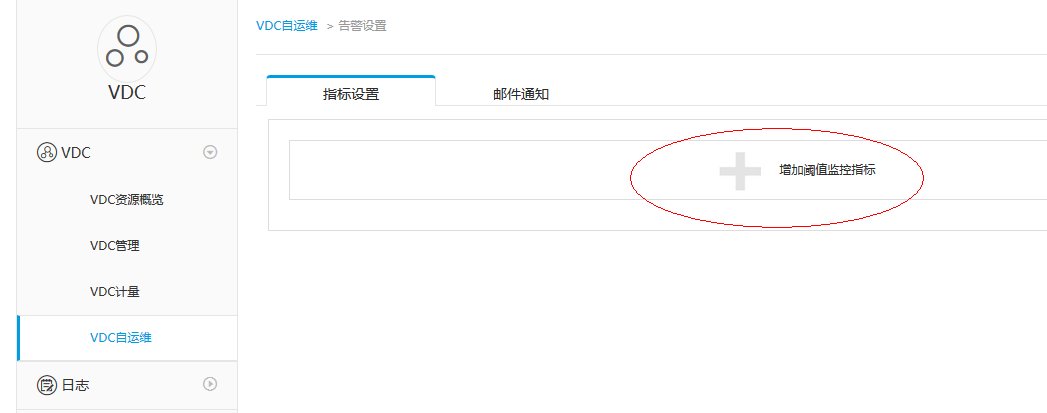 VDC自运维 > 告警设置
VDC
指标设置
邮件通知
VDC
增加阈值监控指标
VDC资源概览
VDC管理
VDC计量
VDC自运维
日志